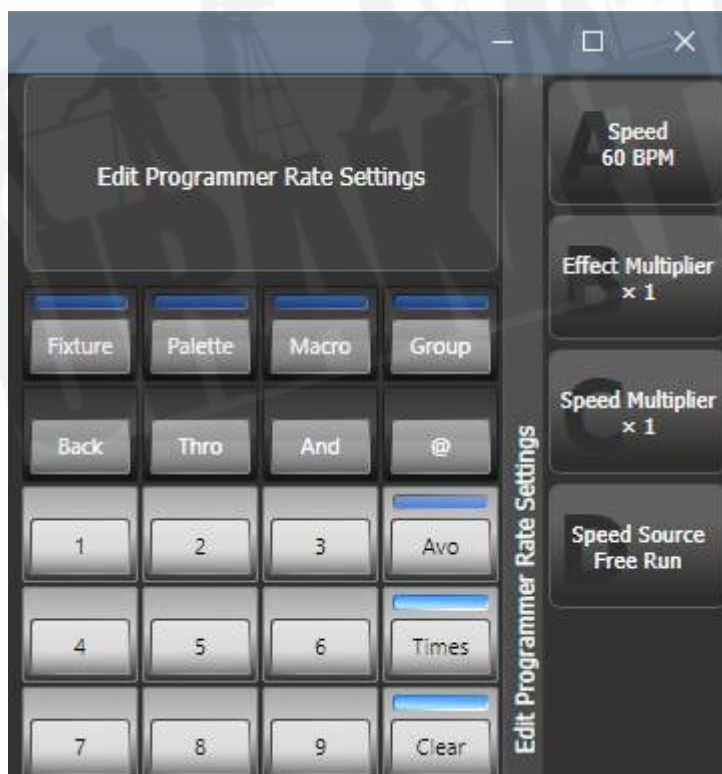 Edit Programmer Rate Settings
Fixture Palette Macro Group
Back Thro And @
1 2 3 Avo
4 5 6 Times
7 8 9 Clear
Edit Programmer Rate Settings
A
Speed
60 BPM
B
Effect Multiplier
× 1
C
Speed Multiplier
× 1
D
Speed Source
Free Run